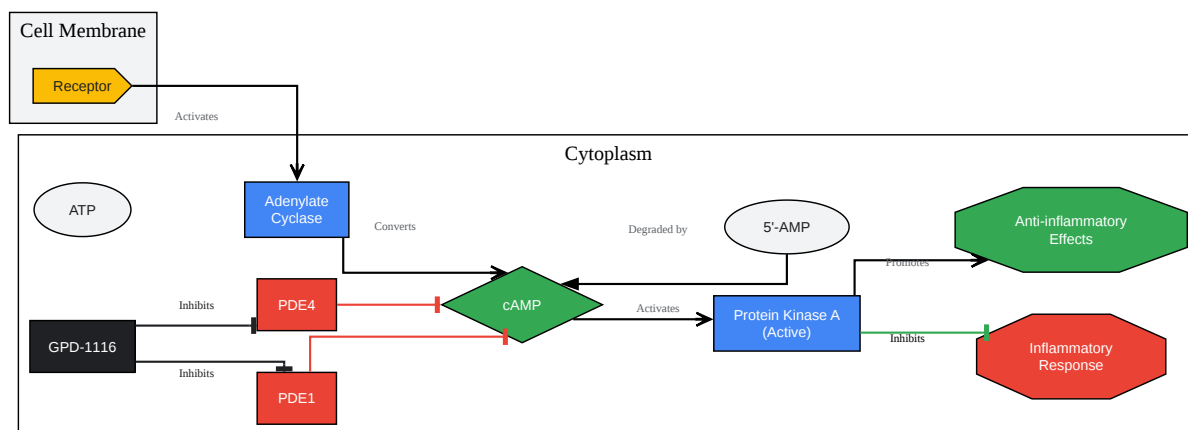 Cell Membrane
Receptor
Activates
Cytoplasm
ATP
Adenylate
Cyclase
Converts
Degraded by
5'-AMP
Anti-inflammatory
Effects
Promotes
Inhibits
PDE4
cAMP
Activates
Protein Kinase A
(Active)
Inhibits
Inflammatory
Response
GPD-1116
Inhibits
PDE1